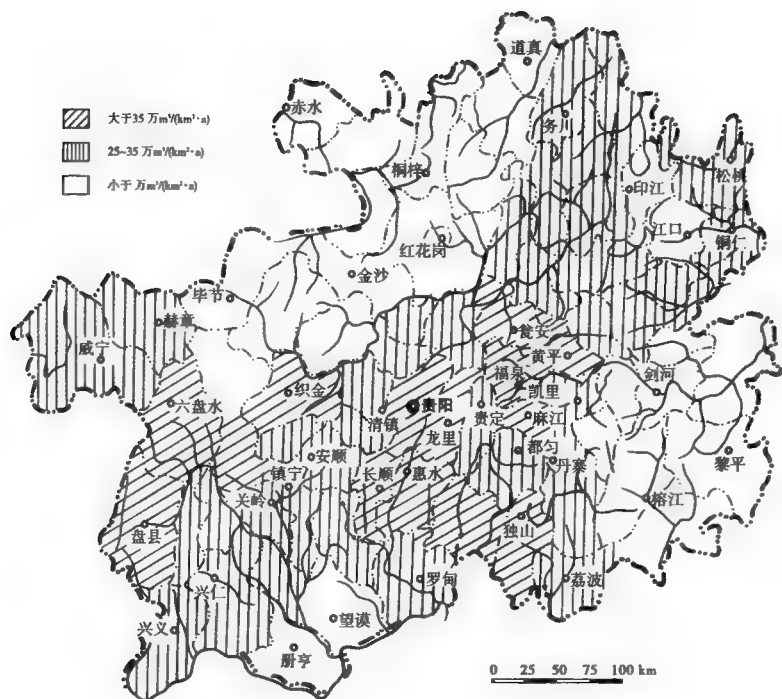 道真
赤水
务川
大于35 万m³/(km²·a)
25~35 万m³/(km²·a)
小于 万m³/(km²·a)
桐梓
松桃
印江
江口
铜仁
红花岗
金沙
毕节
赫章
威宁
瓮安
黄平
福泉
剑河
织金
凯里
六盘水
清镇
贵阳
贵定
麻江
龙里
安顺
都匀
丹寨
黎平
镇宁
长顺
惠水
关岭
榕江
独山
盘县
罗甸
荔波
兴仁
望谟
兴义
册亨
0 25 50 75 100 km